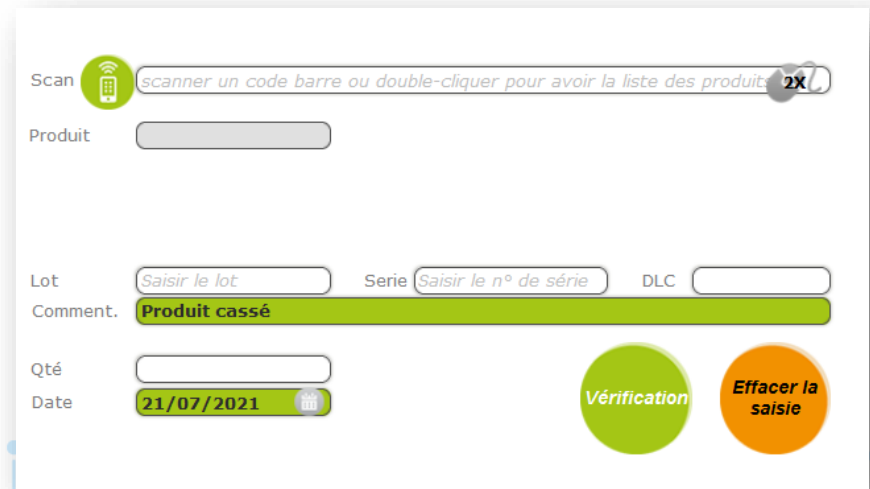 Scan scanner un code barre ou double-cliquer pour avoir la liste des produits 2X
Produit
Lot Saisir le lot Serie Saisir le n° de série DLC
Comment. Produit cassé
Qté
Date 21/07/2021
Vérification
Effacer la
saisie